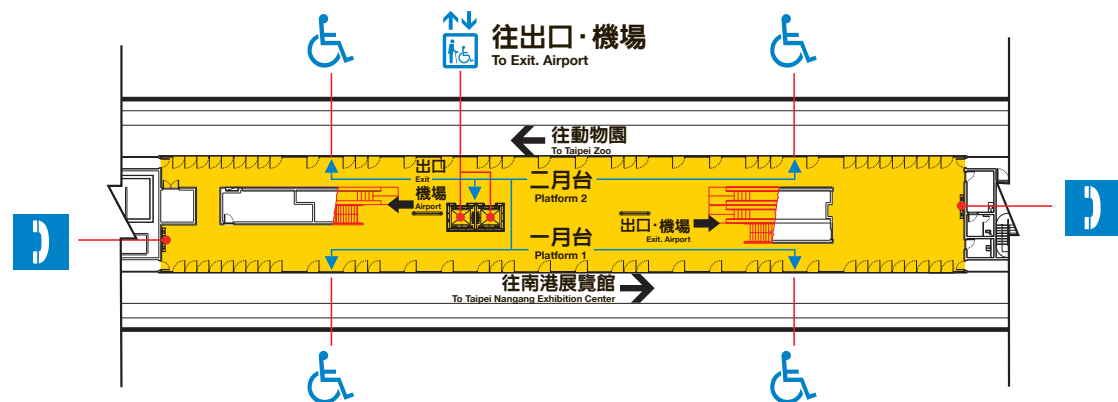 往出口·機場
To Exit. Airport
往動物園
To Taipei Zoo
出口
Exit
機場
Airport
二月台
Platform 2
出口·機場
Exit. Airport
一月台
Platform 1
往南港展覽館
To Taipei Nangang Exhibition Center